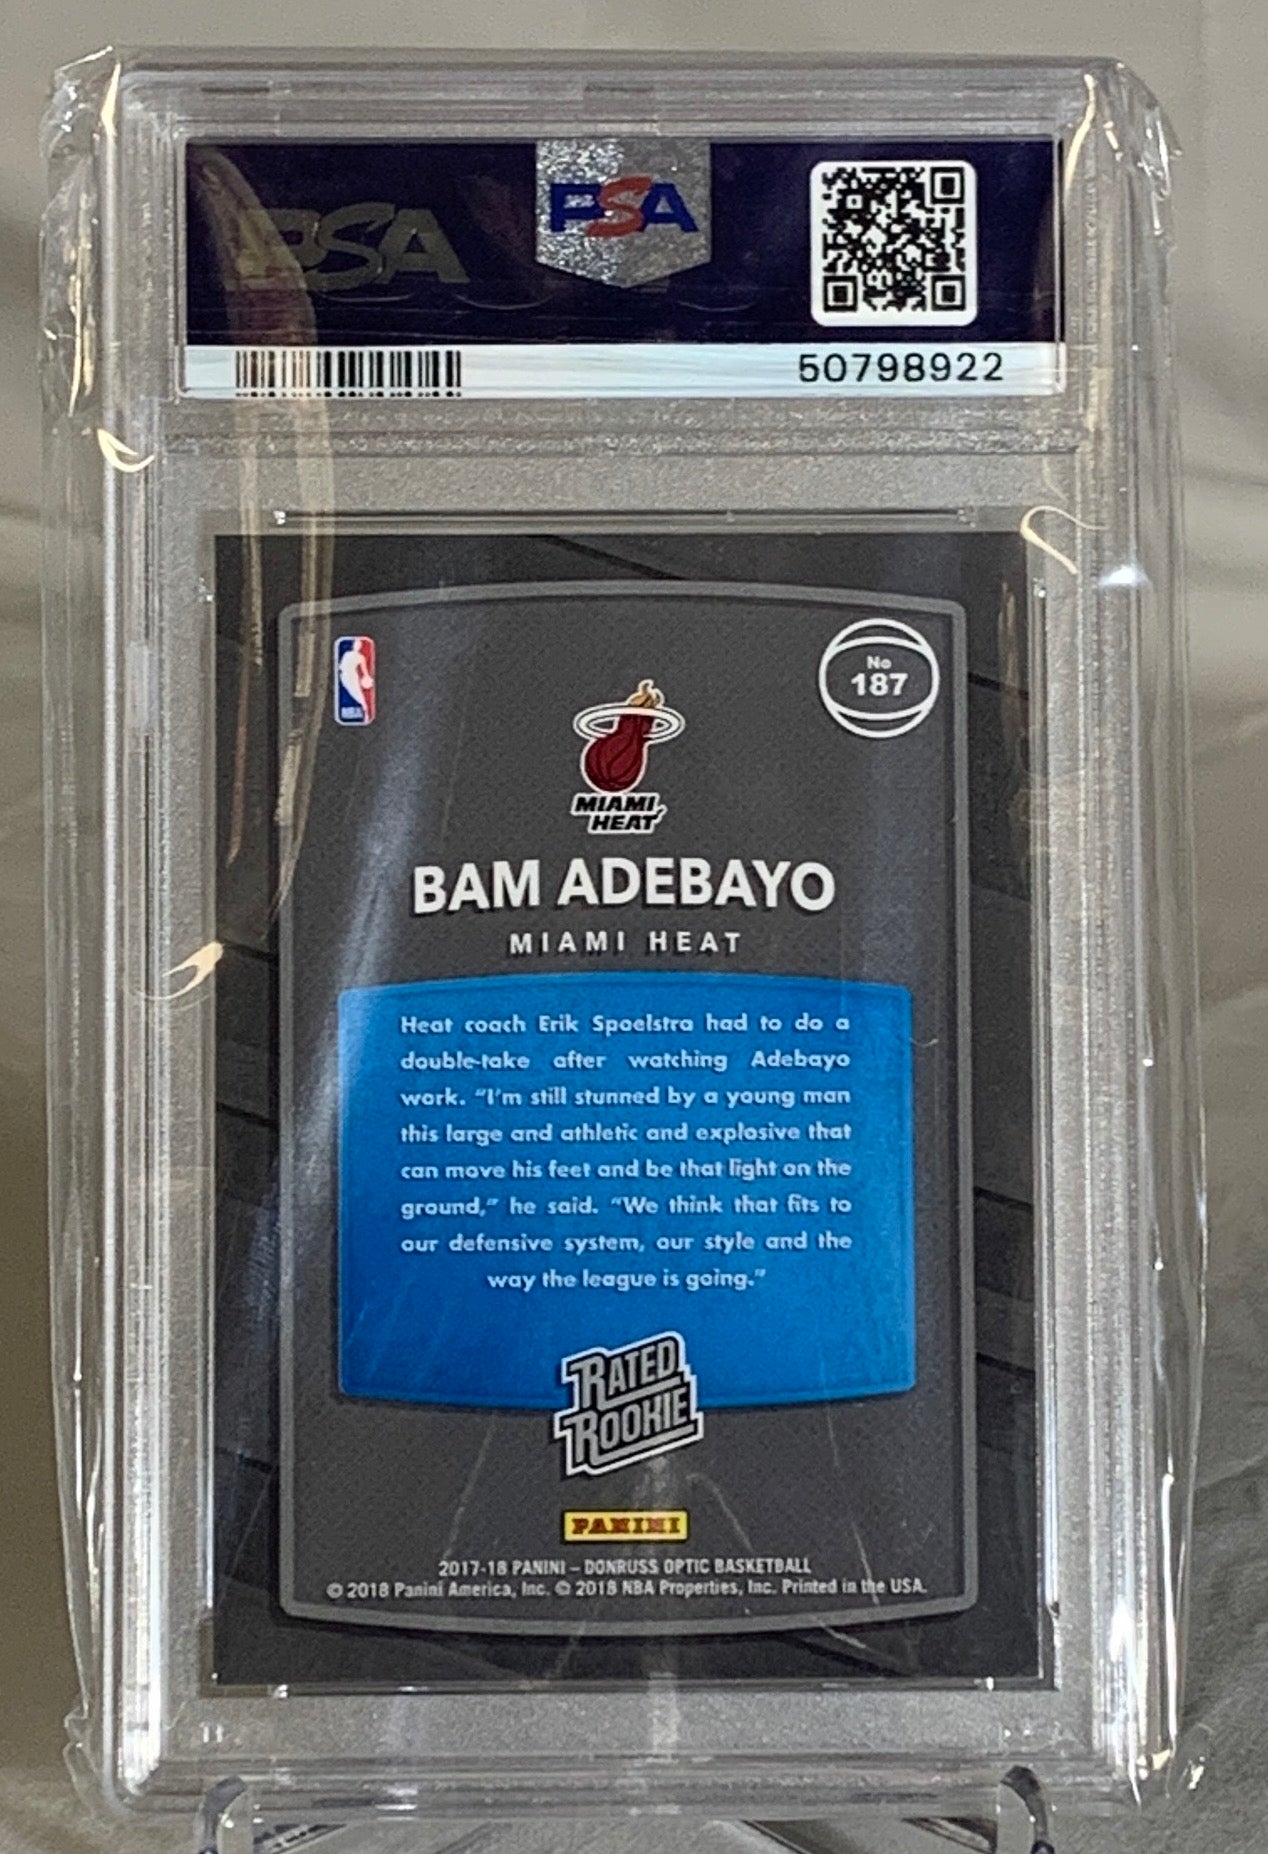 PSA
PSA
50798922
NBA
No
187
MIAMI
HEAT
BAM ADEBAYO
MIAMI HEAT
Heat coach Erik Spoelstra had to do a
double-take after watching Adebayo
work. “I’m still stunned by a young man
this large and athletic and explosive that
can move his feet and be that light on the
ground,” he said. “We think that fits to
our defensive system, our style and the
way the league is going.”
RATED
ROOKIE
PANINI
2017-18 PANINI – DONRUSS OPTIC BASKETBALL
© 2018 Panini America, Inc. © 2018 NBA Properties, Inc. Printed in the USA.